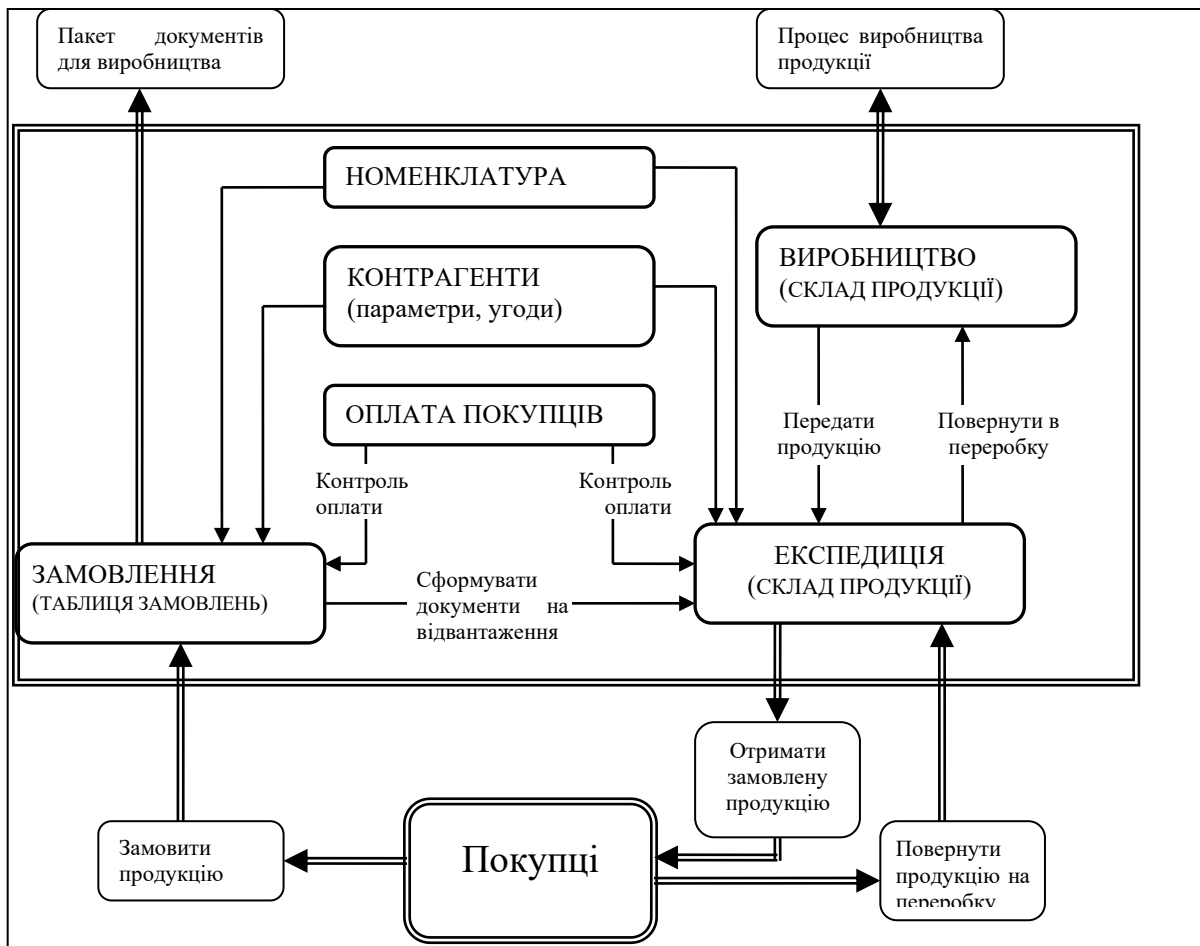 Пакет документів
для виробництва
Процес виробництва
продукції
НОМЕНКЛАТУРА
КОНТРАГЕНТИ
(параметри, угоди)
ВИРОБНИЦТВО
(СКЛАД ПРОДУКЦІЇ)
ОПЛАТА ПОКУПЦІВ
Передати
продукцію
Повернути в
переробку
Контроль
оплати
Контроль
оплати
ЗАМОВЛЕННЯ
(ТАБЛИЦЯ ЗАМОВЛЕНЬ)
Сформувати
документи на
відвантаження
ЕКСПЕДИЦІЯ
(СКЛАД ПРОДУКЦІЇ)
Отримати
замовлену
продукцію
Замовити
продукцію
Покупці
Повернути
продукцію на
переробку